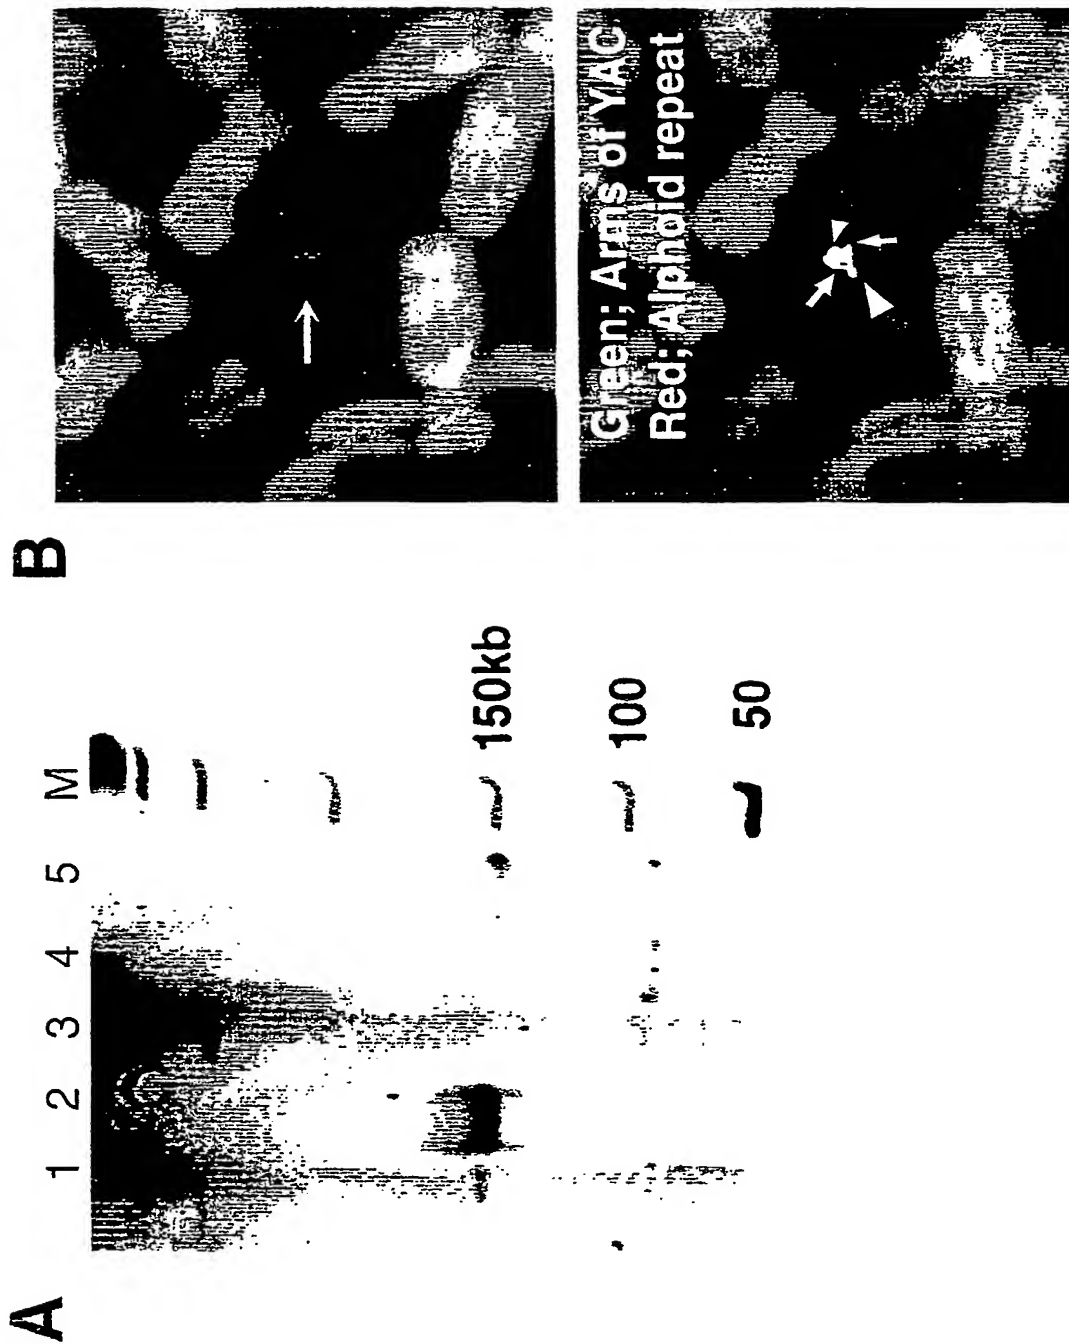 A
1 2 3 4 5 M
150kb
100
50
B
Green; Arms of YAC
Red; Alphoid repeat